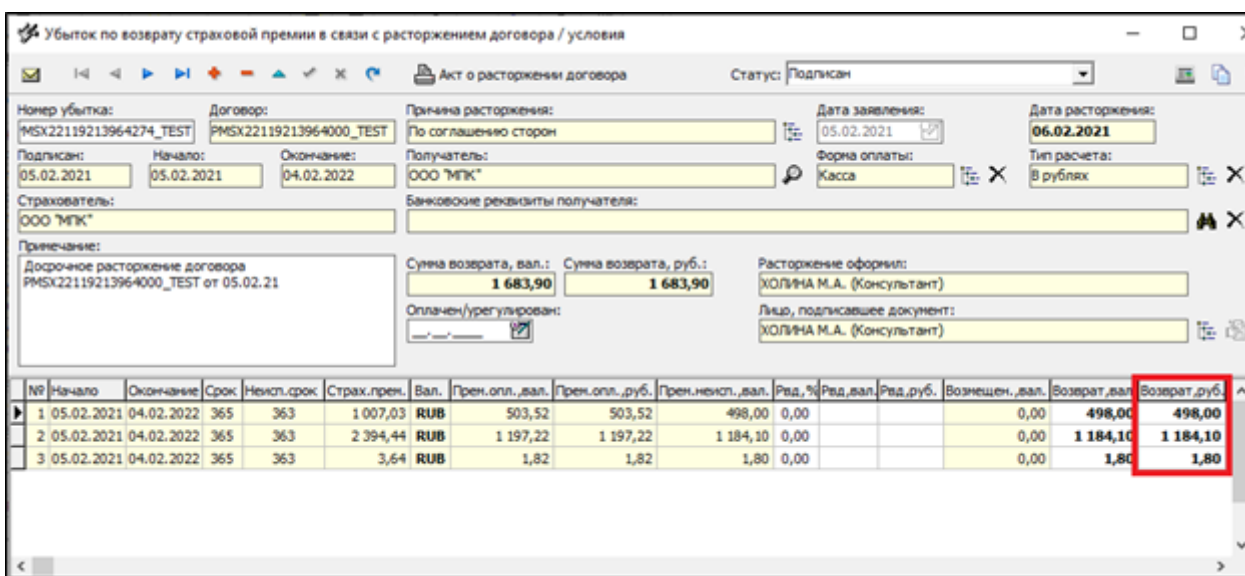 Убыток по возврату страховой премии в связи с расторжением договора / условия
Акт о расторжении договора Статус: Подписан
Номер убытка: Договор: Причина расторжения: Дата заявления: Дата расторжения:
MSX22119213964274_TEST PMSX22119213964000_TEST По соглашению сторон 05.02.2021 06.02.2021
Подписан: Начало: Окончание: Получатель: Форма оплаты: Тип расчета:
05.02.2021 05.02.2021 04.02.2022 ООО "МПК" Касса В рублях
Страхователь: Банковские реквизиты получателя:
ООО "МПК"
Примечание:
Досрочное расторжение договора
PMSX22119213964000_TEST от 05.02.21
Сумма возврата, вал.: Сумма возврата, руб.: Расторжение оформил:
1 683,90 1 683,90 ХОЛИНА М.А. (Консультант)
Оплачен/урегулирован: Лицо, подписавшее документ:
__.__.____ ХОЛИНА М.А. (Консультант)
№ Начало Окончание Срок Неисп.срок Страх.прем. Вал. Прем.опл.,вал. Прем.опл.,руб. Прем.неисп.,вал. Рвд,% Рвд,вал. Рвд,руб. Возмещен.,вал. Возврат,вал Возврат,руб.
1 05.02.2021 04.02.2022 365 363 1 007,03 RUB 503,52 503,52 498,00 0,00 0,00 498,00 498,00
2 05.02.2021 04.02.2022 365 363 2 394,44 RUB 1 197,22 1 197,22 1 184,10 0,00 0,00 1 184,10 1 184,10
3 05.02.2021 04.02.2022 365 363 3,64 RUB 1,82 1,82 1,80 0,00 0,00 1,80 1,80